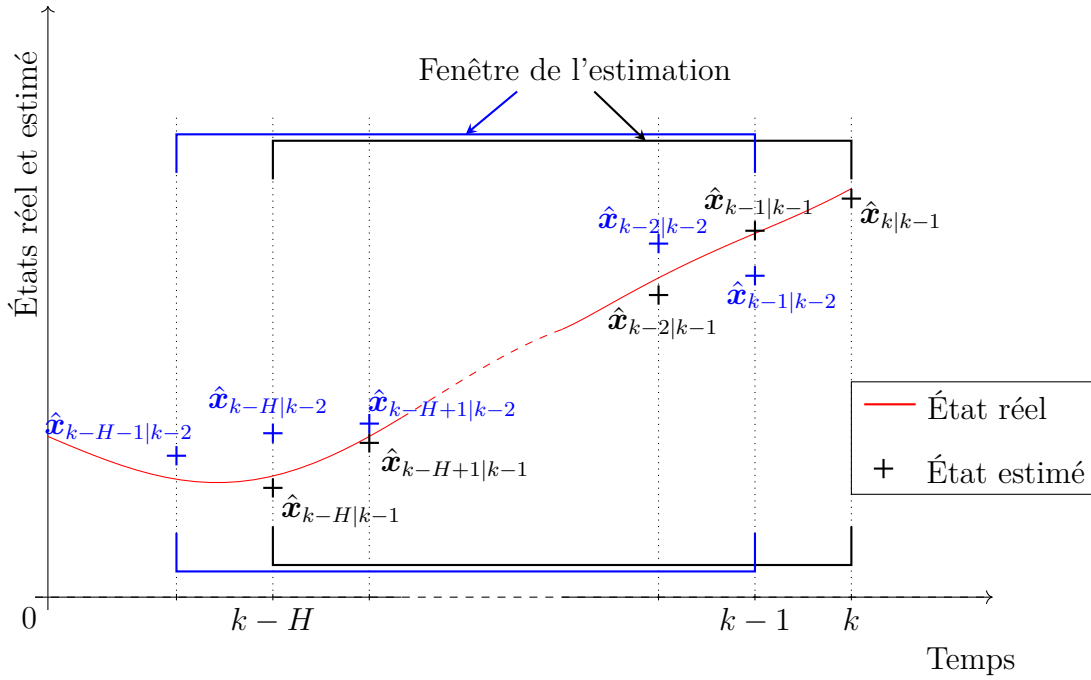 États réel et estimé
Fenêtre de l'estimation
x̂_{k−1|k−1}
x̂_{k|k−1}
x̂_{k−2|k−2}
x̂_{k−1|k−2}
x̂_{k−2|k−1}
x̂_{k−H−1|k−2}
x̂_{k−H|k−2}
x̂_{k−H+1|k−2}
x̂_{k−H+1|k−1}
x̂_{k−H|k−1}
État réel
État estimé
0
k − H
k − 1
k
Temps